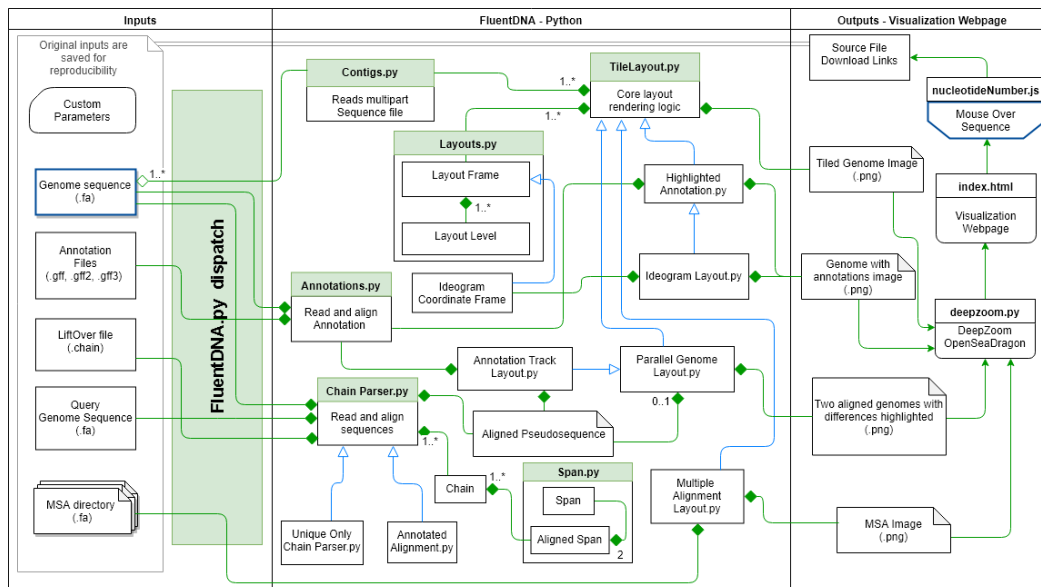 Inputs
FluentDNA - Python
Outputs - Visualization Webpage
Original inputs are
saved for
reproducibility
Custom
Parameters
Genome sequence
(.fa)
1..*
Annotation
Files
(.gff, .gff2, .gff3)
LiftOver file
(.chain)
Query
Genome Sequence
(.fa)
MSA directory
(.fa)
FluentDNA.py dispatch
Contigs.py
Reads multipart
Sequence file
1..*
TileLayout.py
Core layout
rendering logic
1..*
Layouts.py
Layout Frame
1..*
Layout Level
Highlighted
Annotation.py
Ideogram
Coordinate Frame
Ideogram Layout.py
Annotations.py
Read and align
Annotation
Annotation Track
Layout.py
Parallel Genome
Layout.py
0..1
Chain Parser.py
Read and align
sequences
1..*
Aligned Pseudosequence
Chain
1..*
Span.py
Span
Aligned Span
2
Multiple
Alignment
Layout.py
Unique Only
Chain Parser.py
Annotated
Alignment.py
Source File
Download Links
nucleotideNumber.js
Mouse Over
Sequence
Tiled Genome Image
(.png)
index.html
Visualization
Webpage
Genome with
annotations image
(.png)
deepzoom.py
DeepZoom
OpenSeaDragon
Two aligned genomes with
differences highlighted
(.png)
MSA Image
(.png)